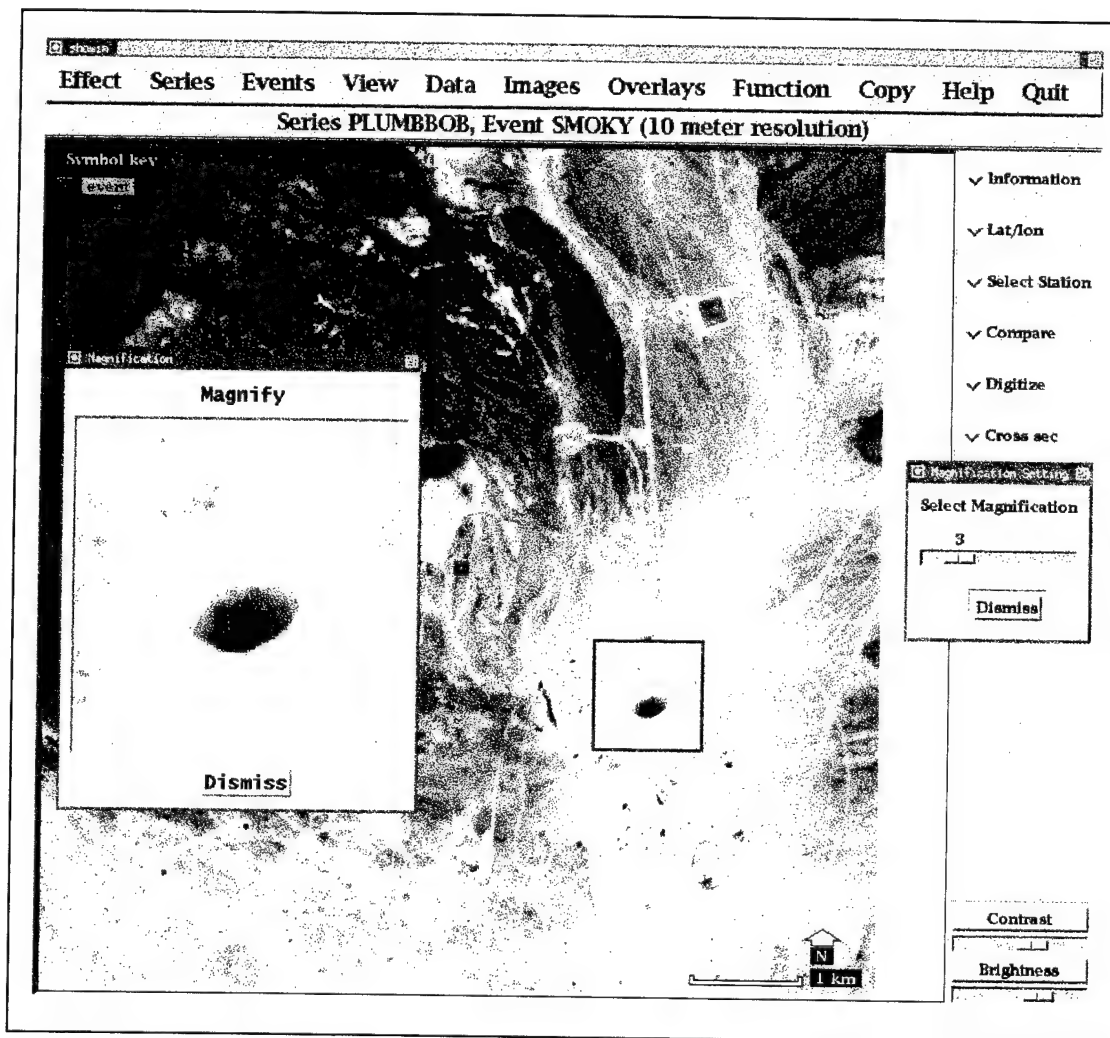 showim
Effect Series Events View Data Images Overlays Function Copy Help Quit
Series PLUMBBOB, Event SMOKY (10 meter resolution)
Symbol key
event
Information
Lat/lon
Select Station
Compare
Digitize
Cross sec
Magnification
Magnify
Dismiss
Magnification Setting
Select Magnification
3
Dismiss
N
1 km
Contrast
Brightness